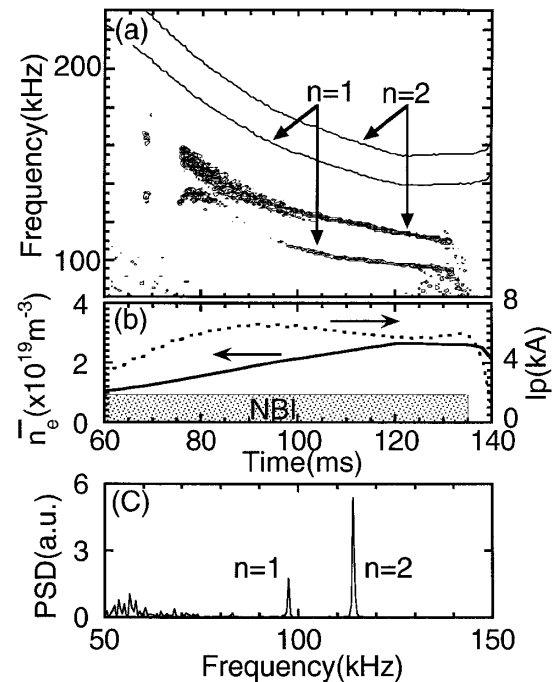 (a)
200
100
Frequency(kHz)
n=1
n=2
(b)
4
2
0
n̅e(x10¹⁹m⁻³)
8
4
0
Ip(kA)
NBI
60
80
100
120
140
Time(ms)
(C)
6
3
0
PSD(a.u.)
n=1
n=2
50
100
150
Frequency(kHz)